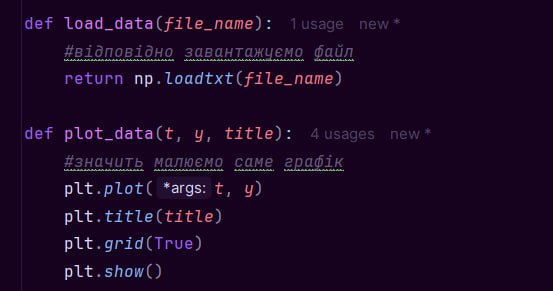 def load_data(file_name): 1 usage new *
#відповідно завантажуємо файл
return np.loadtxt(file_name)
def plot_data(t, y, title): 4 usages new *
#значить малюємо саме графік
plt.plot( *args: t, y)
plt.title(title)
plt.grid(True)
plt.show()